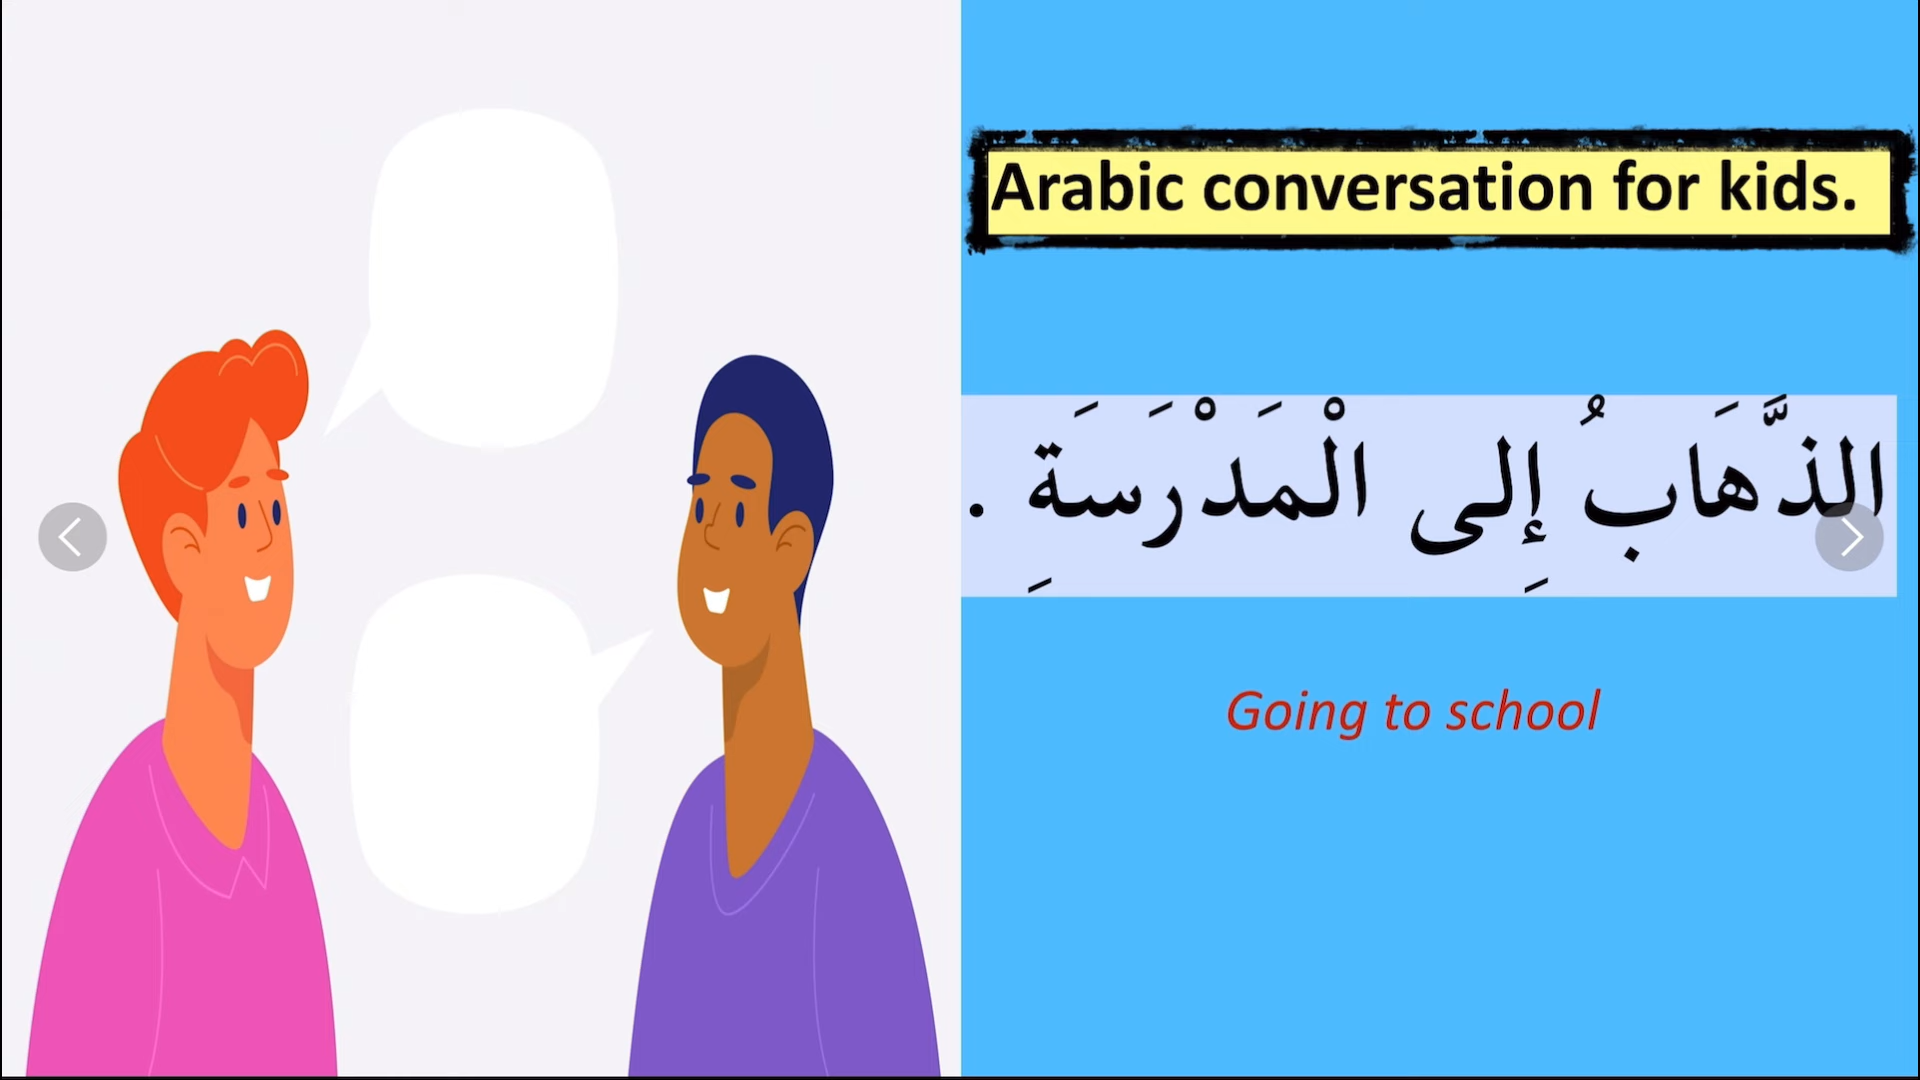 Arabic conversation for kids.
الذَّهَابُ إِلى الْمَدْرَسَةِ .
Going to school